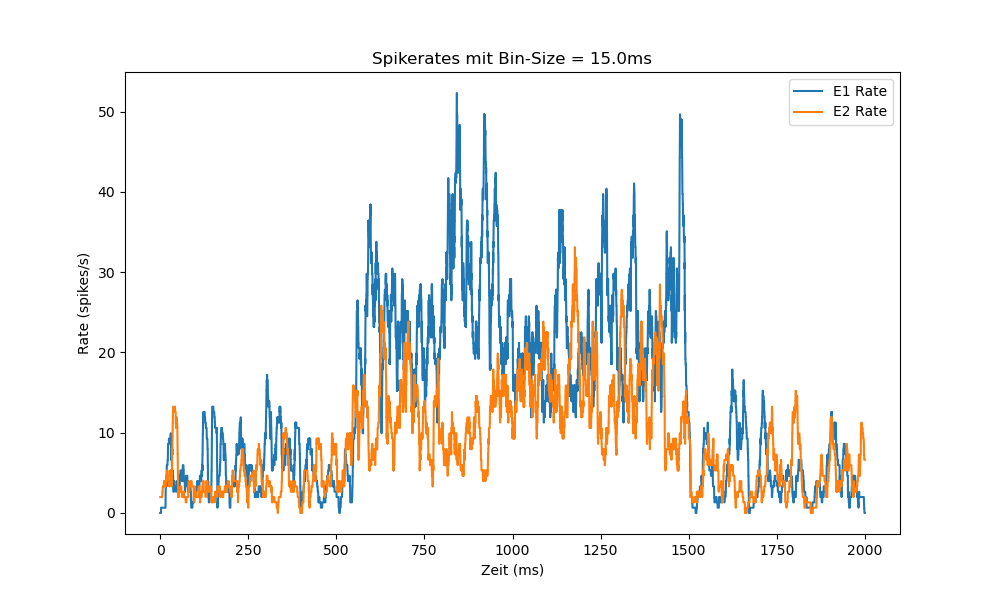 Spikerates mit Bin-Size = 15.0ms
E1 Rate
E2 Rate
50
40
30
20
10
0
Rate (spikes/s)
0 250 500 750 1000 1250 1500 1750 2000
Zeit (ms)